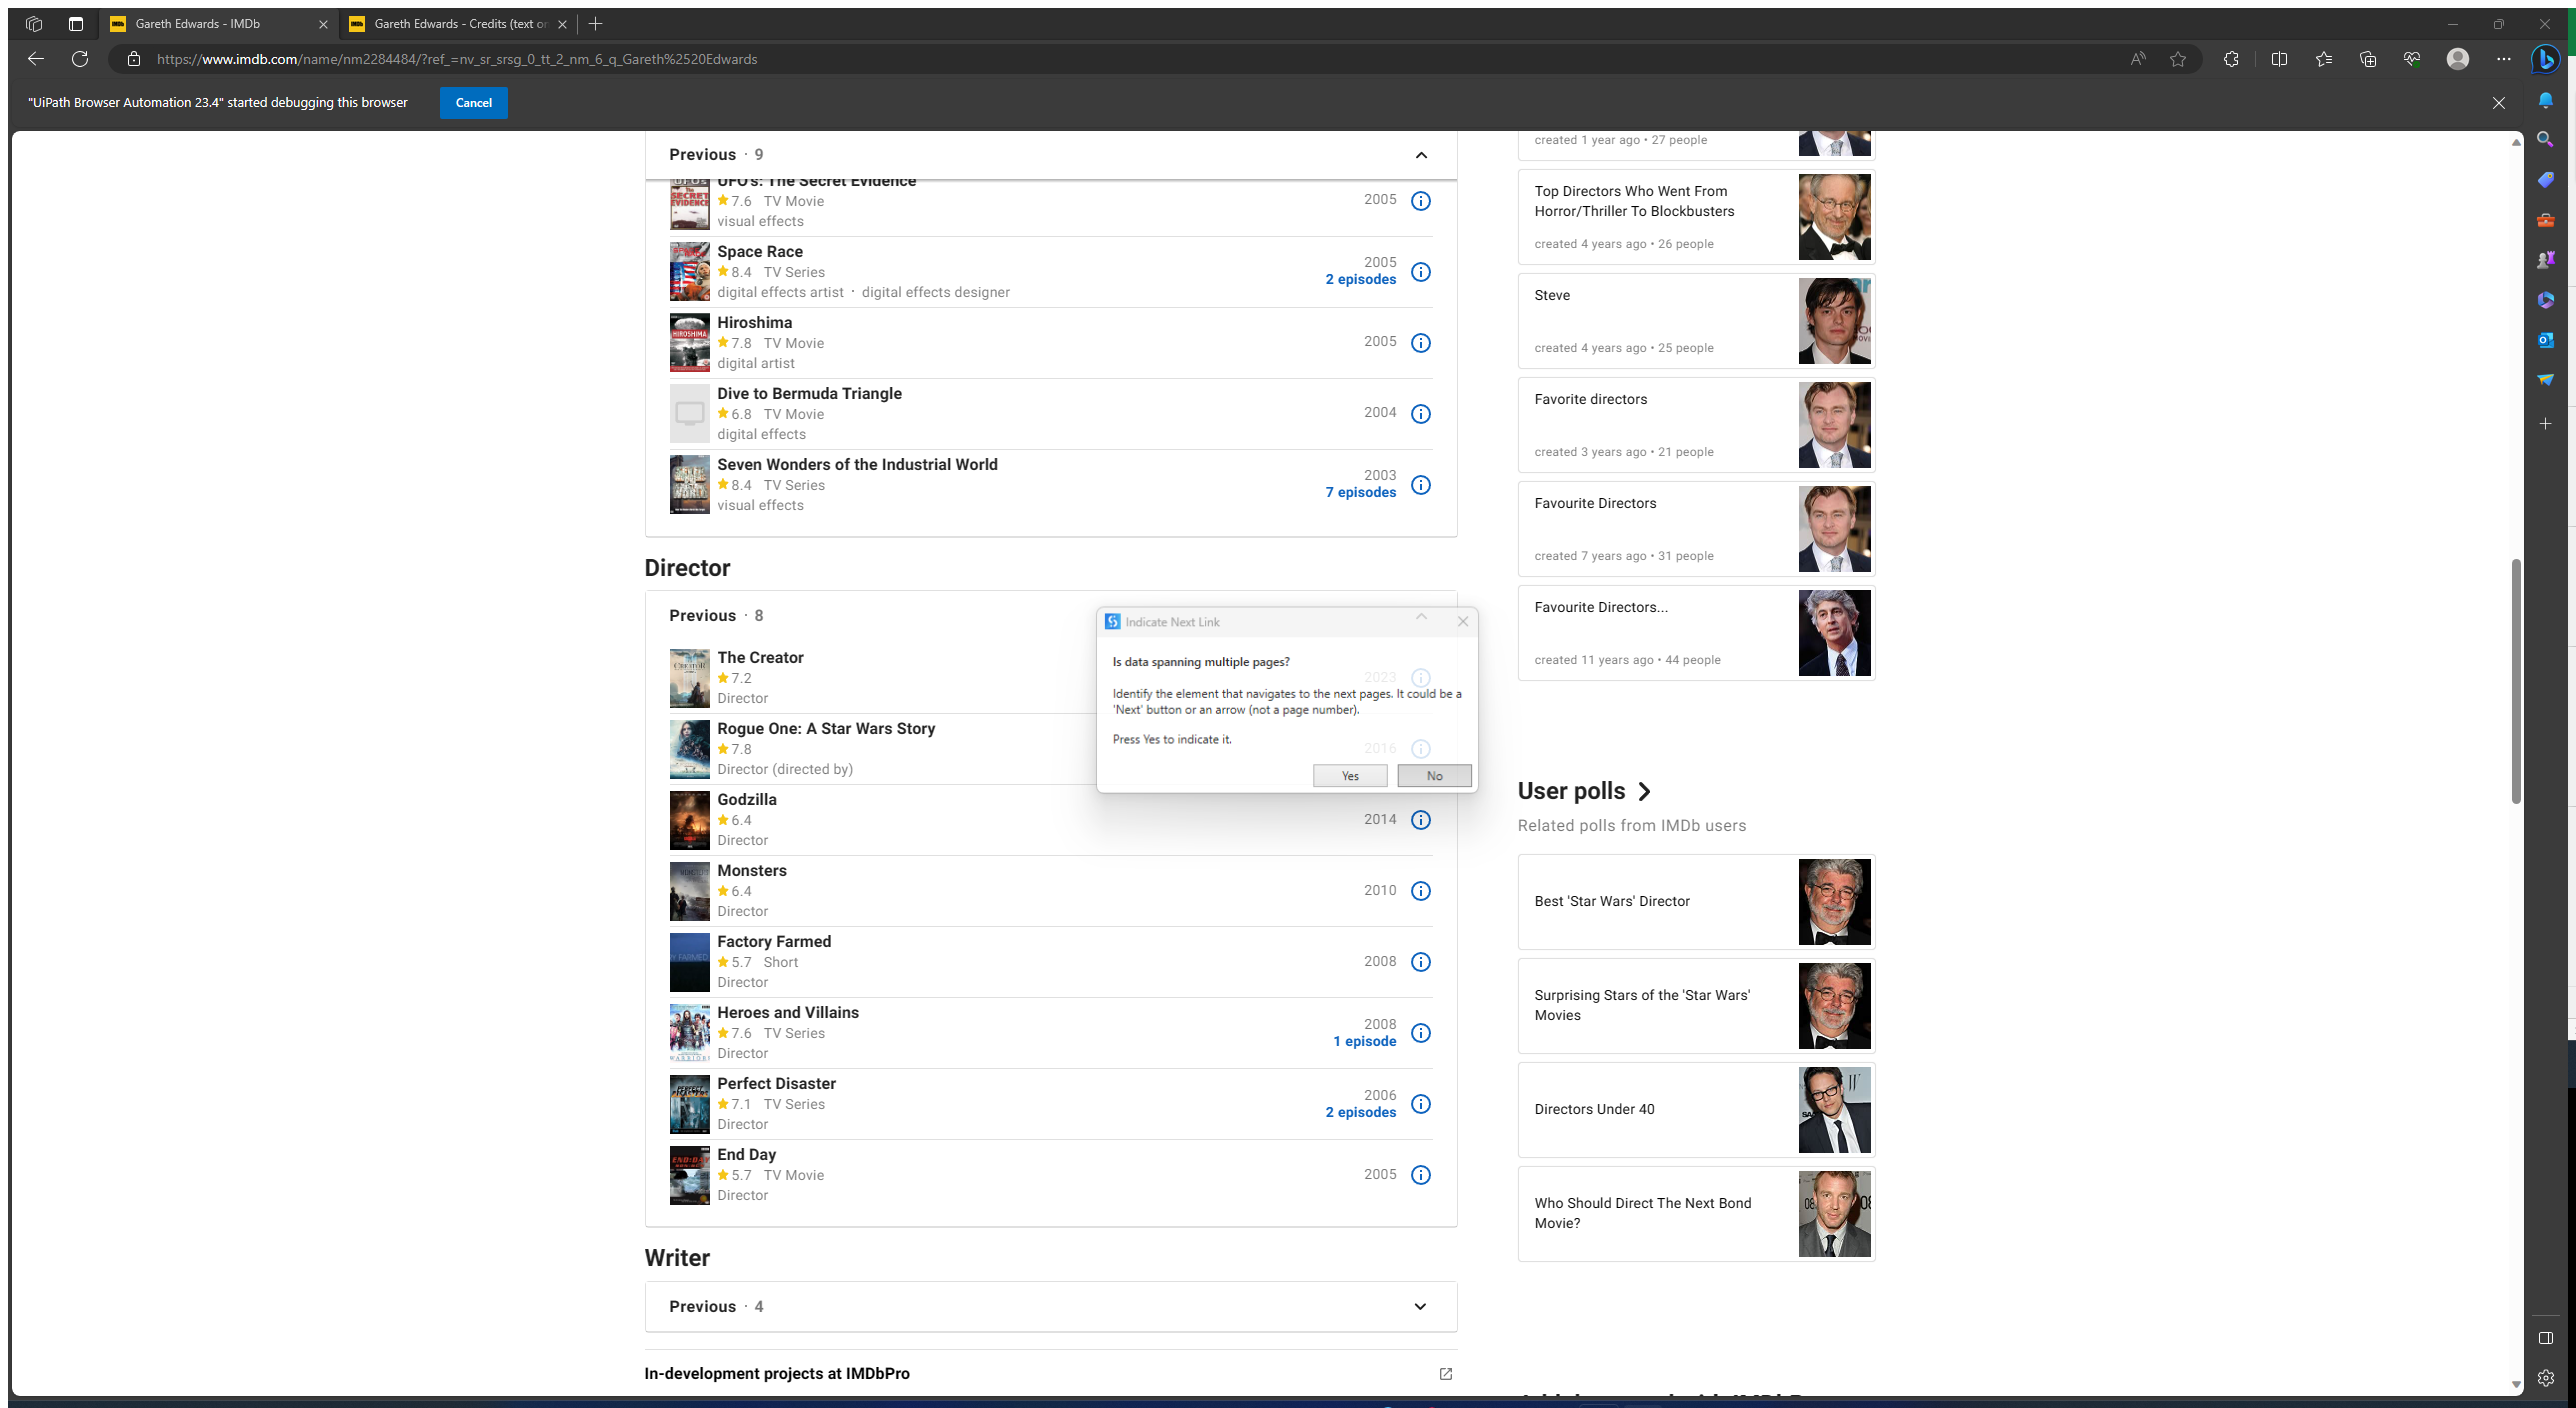 Gareth Edwards - IMDb
Gareth Edwards - Credits (text or
https://www.imdb.com/name/nm2284484/?ref_=nv_sr_srsg_0_tt_2_nm_6_q_Gareth%2520Edwards
"UiPath Browser Automation 23.4" started debugging this browser
Cancel
Previous · 9
UFO's: The Secret Evidence
7.6 TV Movie
2005
visual effects
Space Race
8.4 TV Series
2005
2 episodes
digital effects artist · digital effects designer
Hiroshima
7.8 TV Movie
2005
digital artist
Dive to Bermuda Triangle
6.8 TV Movie
2004
digital effects
Seven Wonders of the Industrial World
8.4 TV Series
2003
7 episodes
visual effects
Director
Previous · 8
The Creator
7.2
2023
Director
Rogue One: A Star Wars Story
7.8
2016
Director (directed by)
Godzilla
6.4
2014
Director
Monsters
6.4
2010
Director
Factory Farmed
5.7 Short
2008
Director
Heroes and Villains
7.6 TV Series
2008
1 episode
Director
Perfect Disaster
7.1 TV Series
2006
2 episodes
Director
End Day
5.7 TV Movie
2005
Director
Writer
Previous · 4
In-development projects at IMDbPro
Indicate Next Link
Is data spanning multiple pages?
Identify the element that navigates to the next pages. It could be a
'Next' button or an arrow (not a page number).
Press Yes to indicate it.
Yes
No
created 1 year ago • 27 people
Top Directors Who Went From
Horror/Thriller To Blockbusters
created 4 years ago • 26 people
Steve
created 4 years ago • 25 people
Favorite directors
created 3 years ago • 21 people
Favourite Directors
created 7 years ago • 31 people
Favourite Directors...
created 11 years ago • 44 people
User polls
Related polls from IMDb users
Best 'Star Wars' Director
Surprising Stars of the 'Star Wars'
Movies
Directors Under 40
Who Should Direct The Next Bond
Movie?